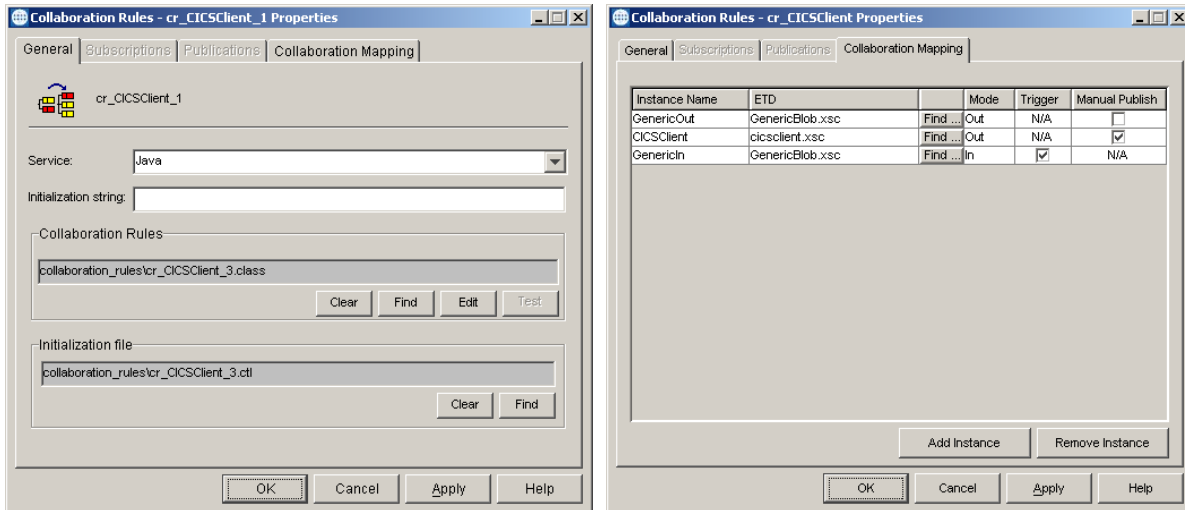 Collaboration Rules - cr_CICSClient_1 Properties
General Subscriptions Publications Collaboration Mapping
cr_CICSClient_1
Service: Java
Initialization string:
Collaboration Rules
collaboration_rules\cr_CICSClient_3.class
Clear Find Edit Test
Initialization file
collaboration_rules\cr_CICSClient_3.ctl
Clear Find
OK Cancel Apply Help
Collaboration Rules - cr_CICSClient Properties
General Subscriptions Publications Collaboration Mapping
Instance Name ETD Mode Trigger Manual Publish
GenericOut GenericBlob.xsc Find ... Out N/A
CICSClient cicsclient.xsc Find ... Out N/A
GenericIn GenericBlob.xsc Find ... In N/A
Add Instance Remove Instance
OK Cancel Apply Help